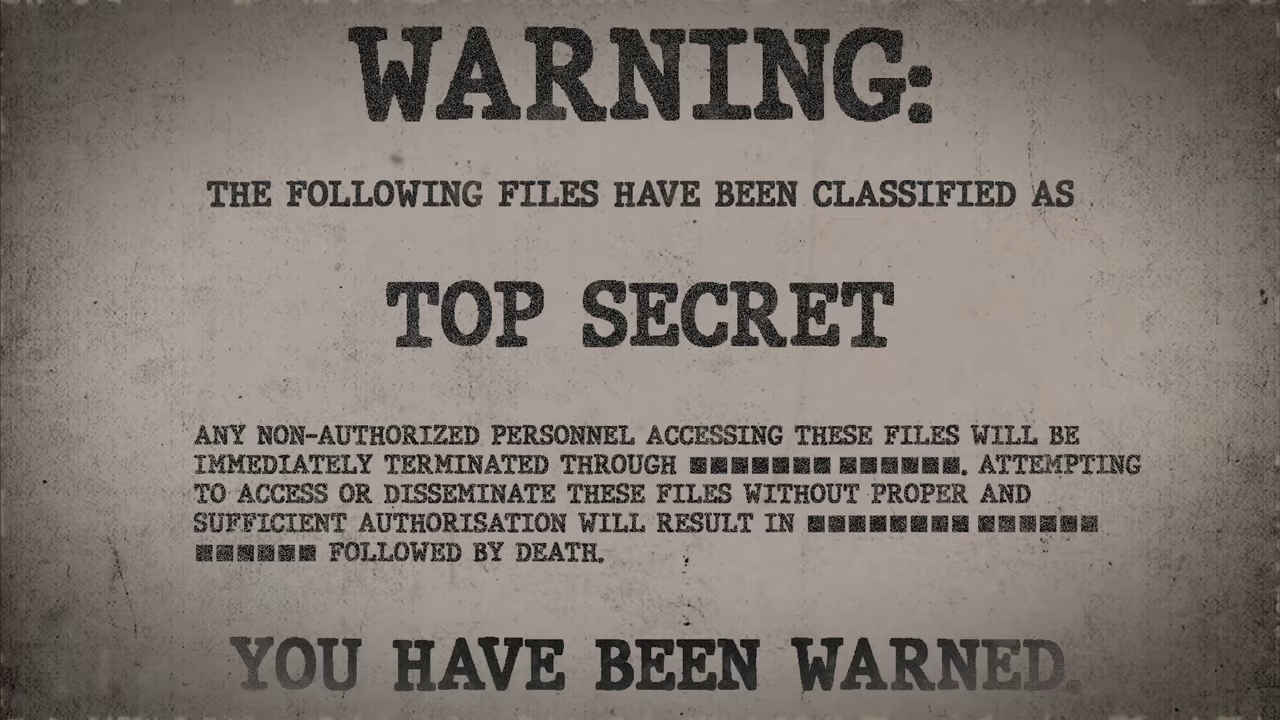 WARNING:
THE FOLLOWING FILES HAVE BEEN CLASSIFIED AS
TOP SECRET
ANY NON-AUTHORIZED PERSONNEL ACCESSING THESE FILES WILL BE
IMMEDIATELY TERMINATED THROUGH ■■■■■■■ ■■■■■■. ATTEMPTING
TO ACCESS OR DISSEMINATE THESE FILES WITHOUT PROPER AND
SUFFICIENT AUTHORISATION WILL RESULT IN ■■■■■■■■ ■■■■■■
■■■■■■ FOLLOWED BY DEATH.
YOU HAVE BEEN WARNED.